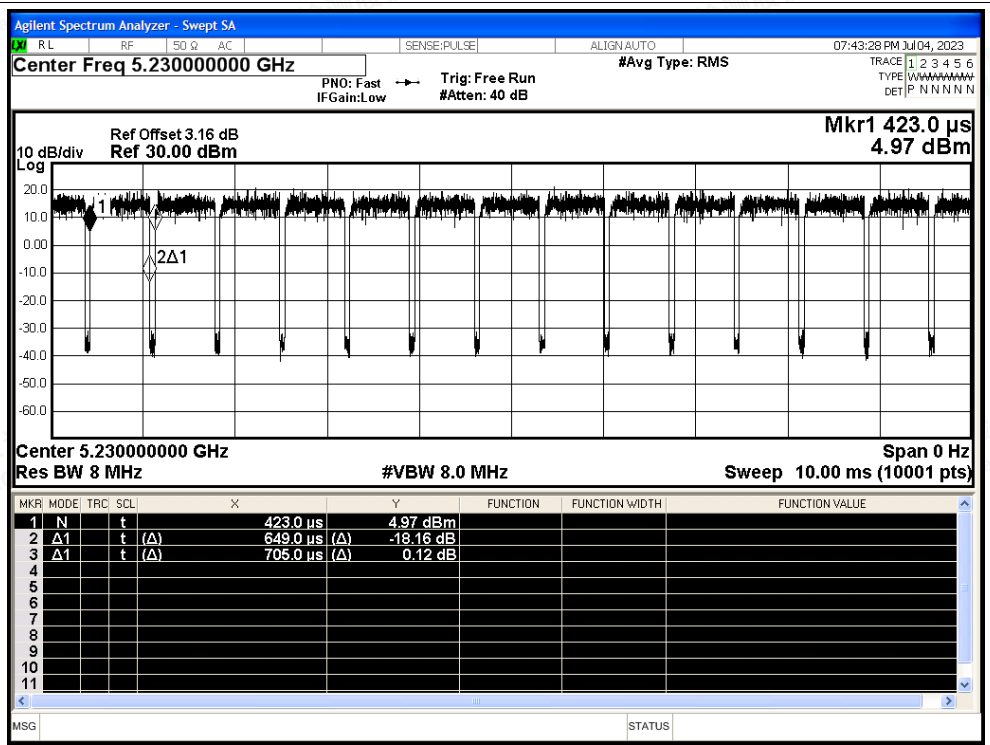 Agilent Spectrum Analyzer - Swept SA
LXI RL RF 50 Ω AC SENSE:PULSE ALIGN AUTO 07:43:28 PM Jul 04, 2023
Center Freq 5.230000000 GHz
PNO: Fast
IFGain:Low
Trig: Free Run
#Atten: 40 dB
#Avg Type: RMS
TRACE 1 2 3 4 5 6
TYPE
DET P N N N N N
Mkr1 423.0 µs
4.97 dBm
Ref Offset 3.16 dB
10 dB/div Ref 30.00 dBm
Log
20.0
1
10.0
0.00
2Δ1
-10.0
-20.0
-30.0
-40.0
-50.0
-60.0
Center 5.230000000 GHz Span 0 Hz
Res BW 8 MHz #VBW 8.0 MHz Sweep 10.00 ms (10001 pts)
MKR MODE TRC SCL X Y FUNCTION FUNCTION WIDTH FUNCTION VALUE
1 N t 423.0 µs 4.97 dBm
2 Δ1 t (Δ) 649.0 µs (Δ) -18.16 dB
3 Δ1 t (Δ) 705.0 µs (Δ) 0.12 dB
4
5
6
7
8
9
10
11
MSG STATUS